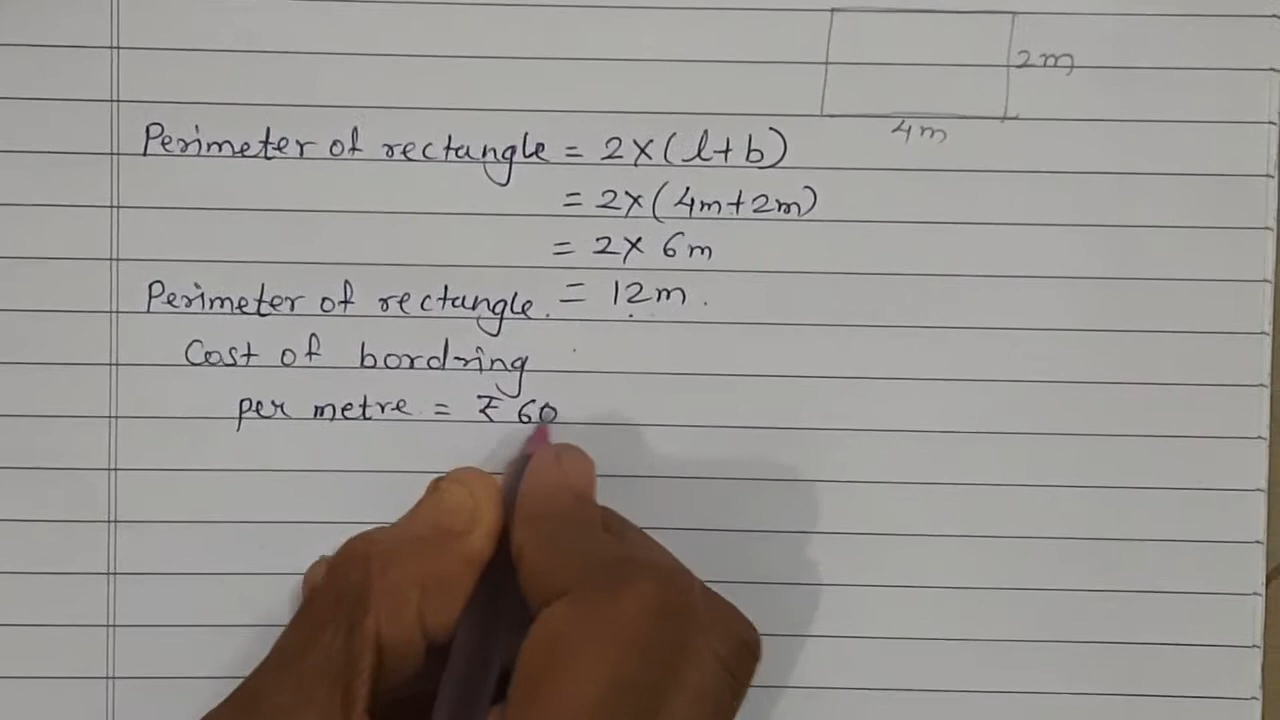 2m
4m
Perimeter of rectangle = 2×(l+b)
= 2×(4m+2m)
= 2× 6m
Perimeter of rectangle. = 12m.
Cost of bordring
per metre = ₹ 60